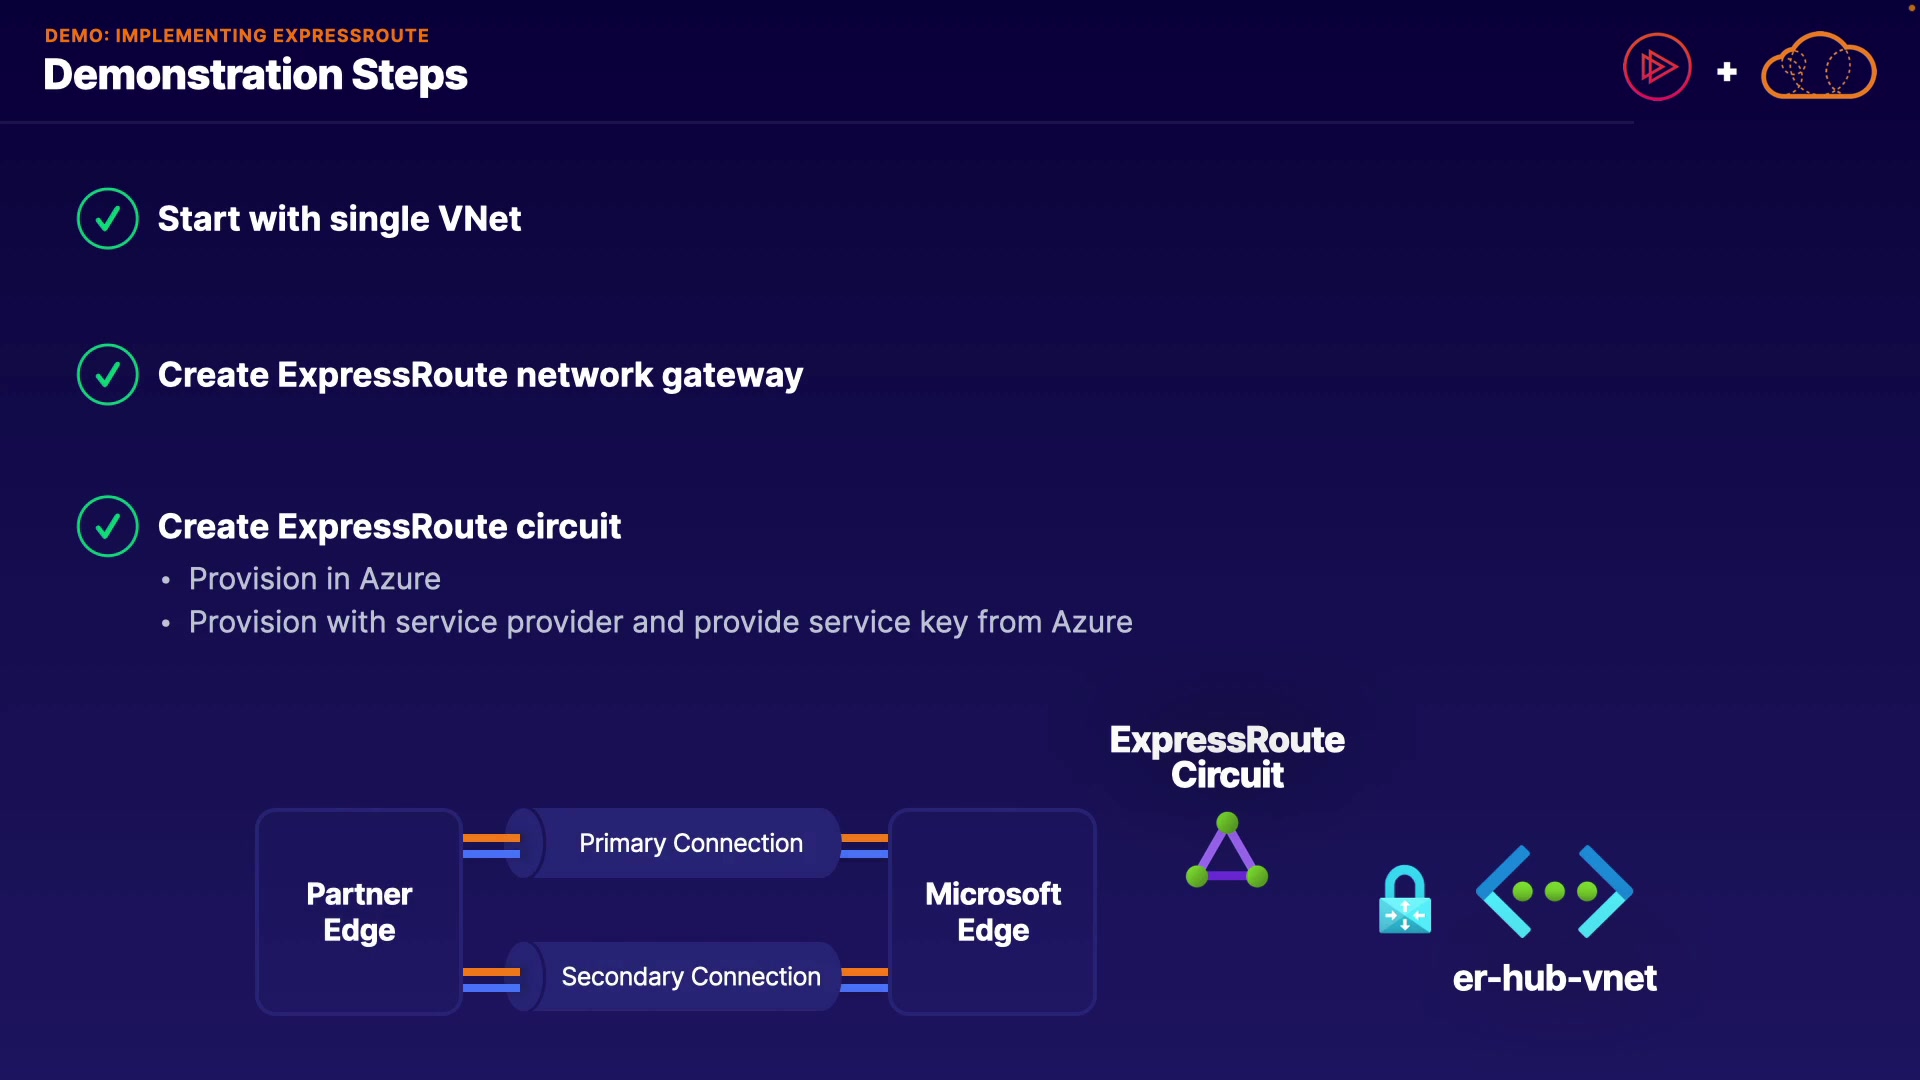 DEMO: IMPLEMENTING EXPRESSROUTE
Demonstration Steps
Start with single VNet
Create ExpressRoute network gateway
Create ExpressRoute circuit
• Provision in Azure
• Provision with service provider and provide service key from Azure
ExpressRoute
Circuit
Primary Connection
Partner
Edge
Microsoft
Edge
Secondary Connection
er-hub-vnet